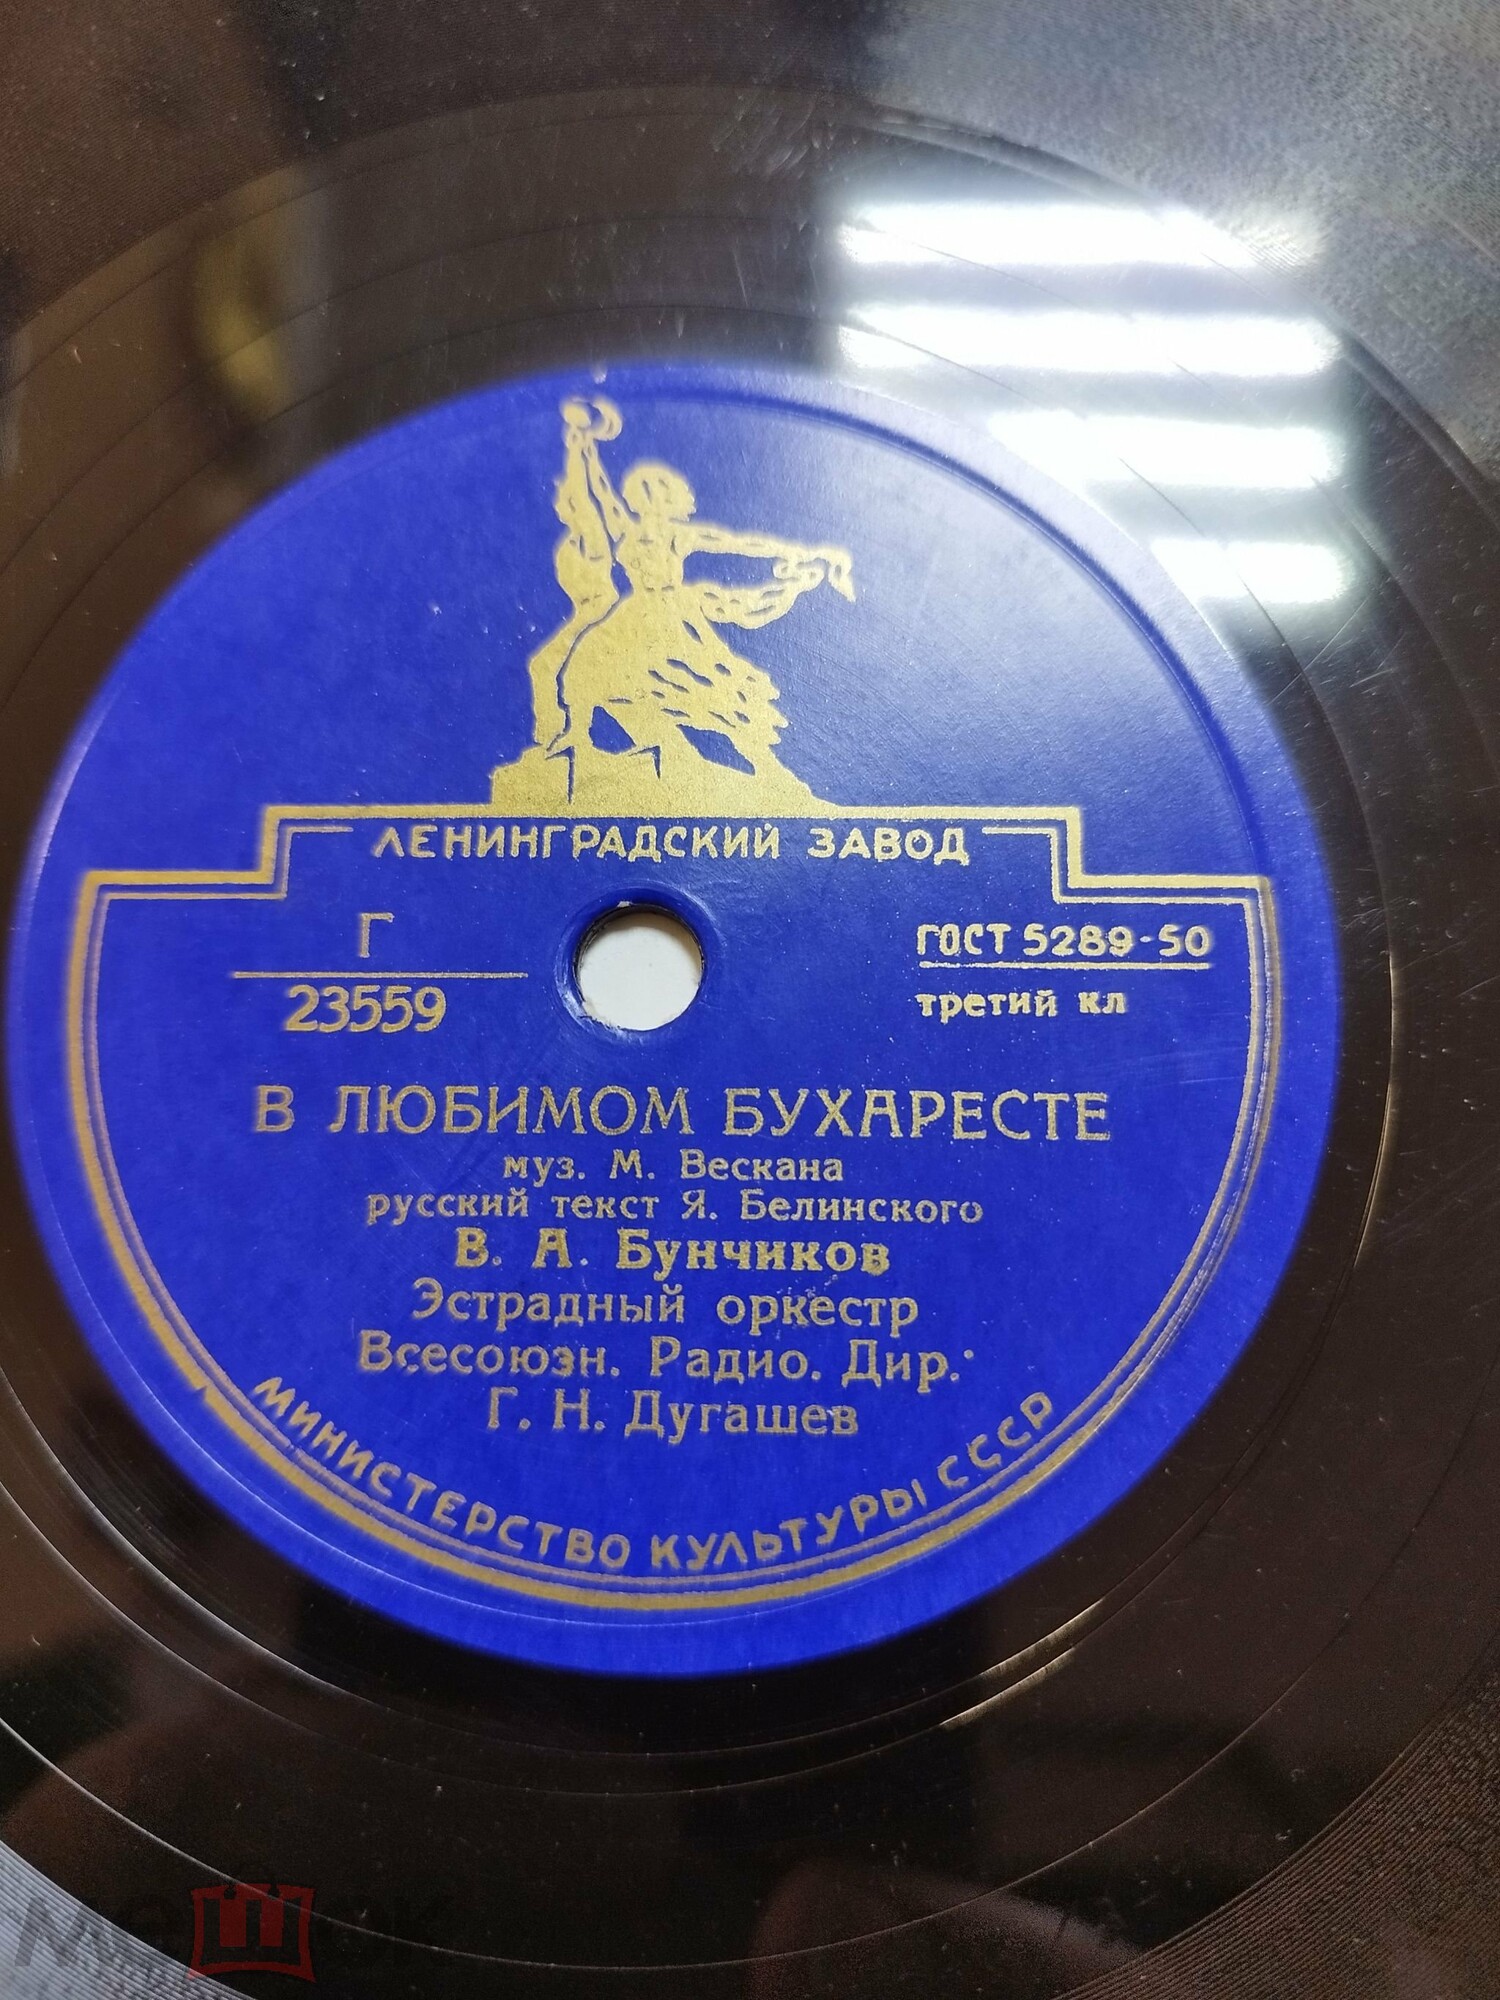 ЛЕНИНГРАДСКИЙ ЗАВОД
Г
23559
ГОСТ 5289-50
третий кл
В ЛЮБИМОМ БУХАРЕСТЕ
муз. М. Вескана
русский текст Я. Белинского
В. А. Бунчиков
Эстрадный оркестр
Всесоюзн. Радио. Дир.:
Г. Н. Дугашев
МИНИСТЕРСТВО КУЛЬТУРЫ СССР